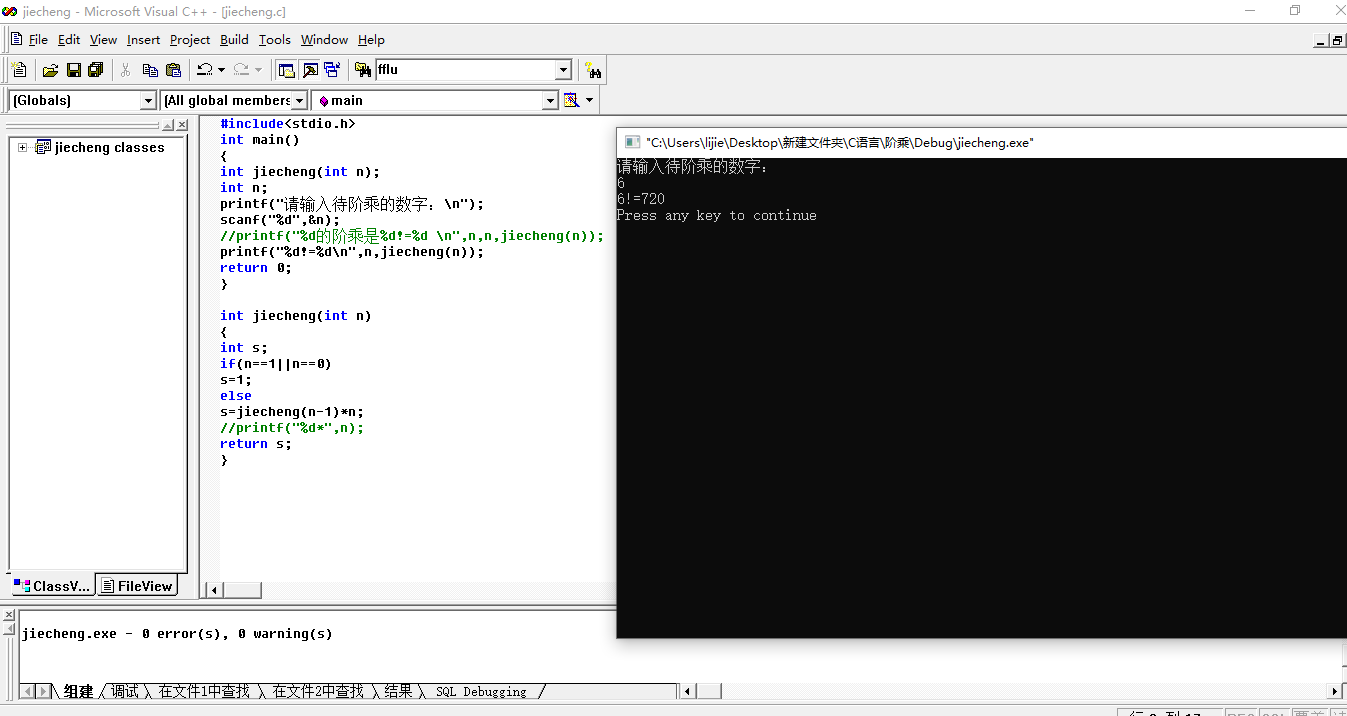 jiecheng - Microsoft Visual C++ - [jiecheng.c]
File Edit View Insert Project Build Tools Window Help
fflu
(Globals) (All global members main
jiecheng classes
#include<stdio.h>
int main()
{
int jiecheng(int n);
int n;
printf("请输入待阶乘的数字：\n");
scanf("%d",&n);
//printf("%d的阶乘是%d!=%d \n",n,n,jiecheng(n));
printf("%d!=%d\n",n,jiecheng(n));
return 0;
}
int jiecheng(int n)
{
int s;
if(n==1||n==0)
s=1;
else
s=jiecheng(n-1)*n;
//printf("%d*",n);
return s;
}
"C:\Users\lijie\Desktop\新建文件夹\C语言\阶乘\Debug\jiecheng.exe"
请输入待阶乘的数字：
6
6!=720
Press any key to continue
ClassV... FileView
jiecheng.exe - 0 error(s), 0 warning(s)
组建 调试 在文件1中查找 在文件2中查找 结果 SQL Debugging